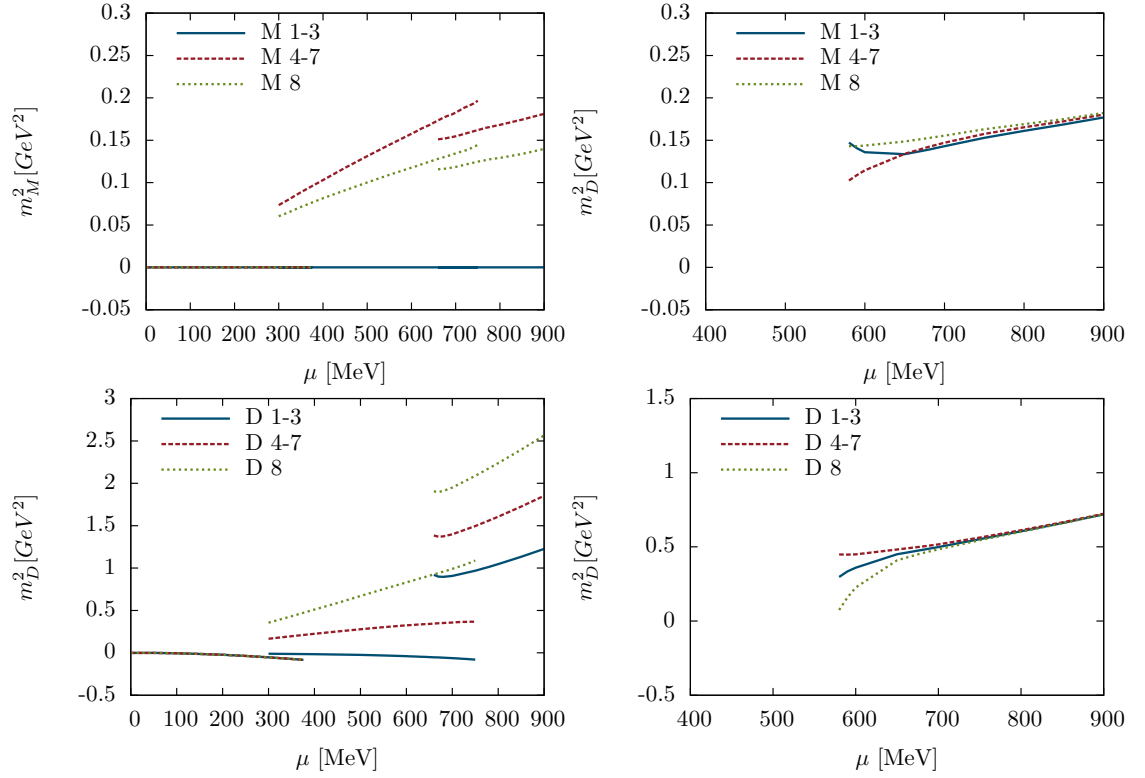 0.3
0.25
0.2
0.15
0.1
0.05
0
-0.05
m_M^2 [GeV^2]
M 1-3
M 4-7
M 8
0 100 200 300 400 500 600 700 800 900
μ [MeV]
0.3
0.25
0.2
0.15
0.1
0.05
0
-0.05
m_D^2 [GeV^2]
M 1-3
M 4-7
M 8
400 500 600 700 800 900
μ [MeV]
3
2.5
2
1.5
1
0.5
0
-0.5
m_D^2 [GeV^2]
D 1-3
D 4-7
D 8
0 100 200 300 400 500 600 700 800 900
μ [MeV]
1.5
1
0.5
0
-0.5
m_D^2 [GeV^2]
D 1-3
D 4-7
D 8
400 500 600 700 800 900
μ [MeV]